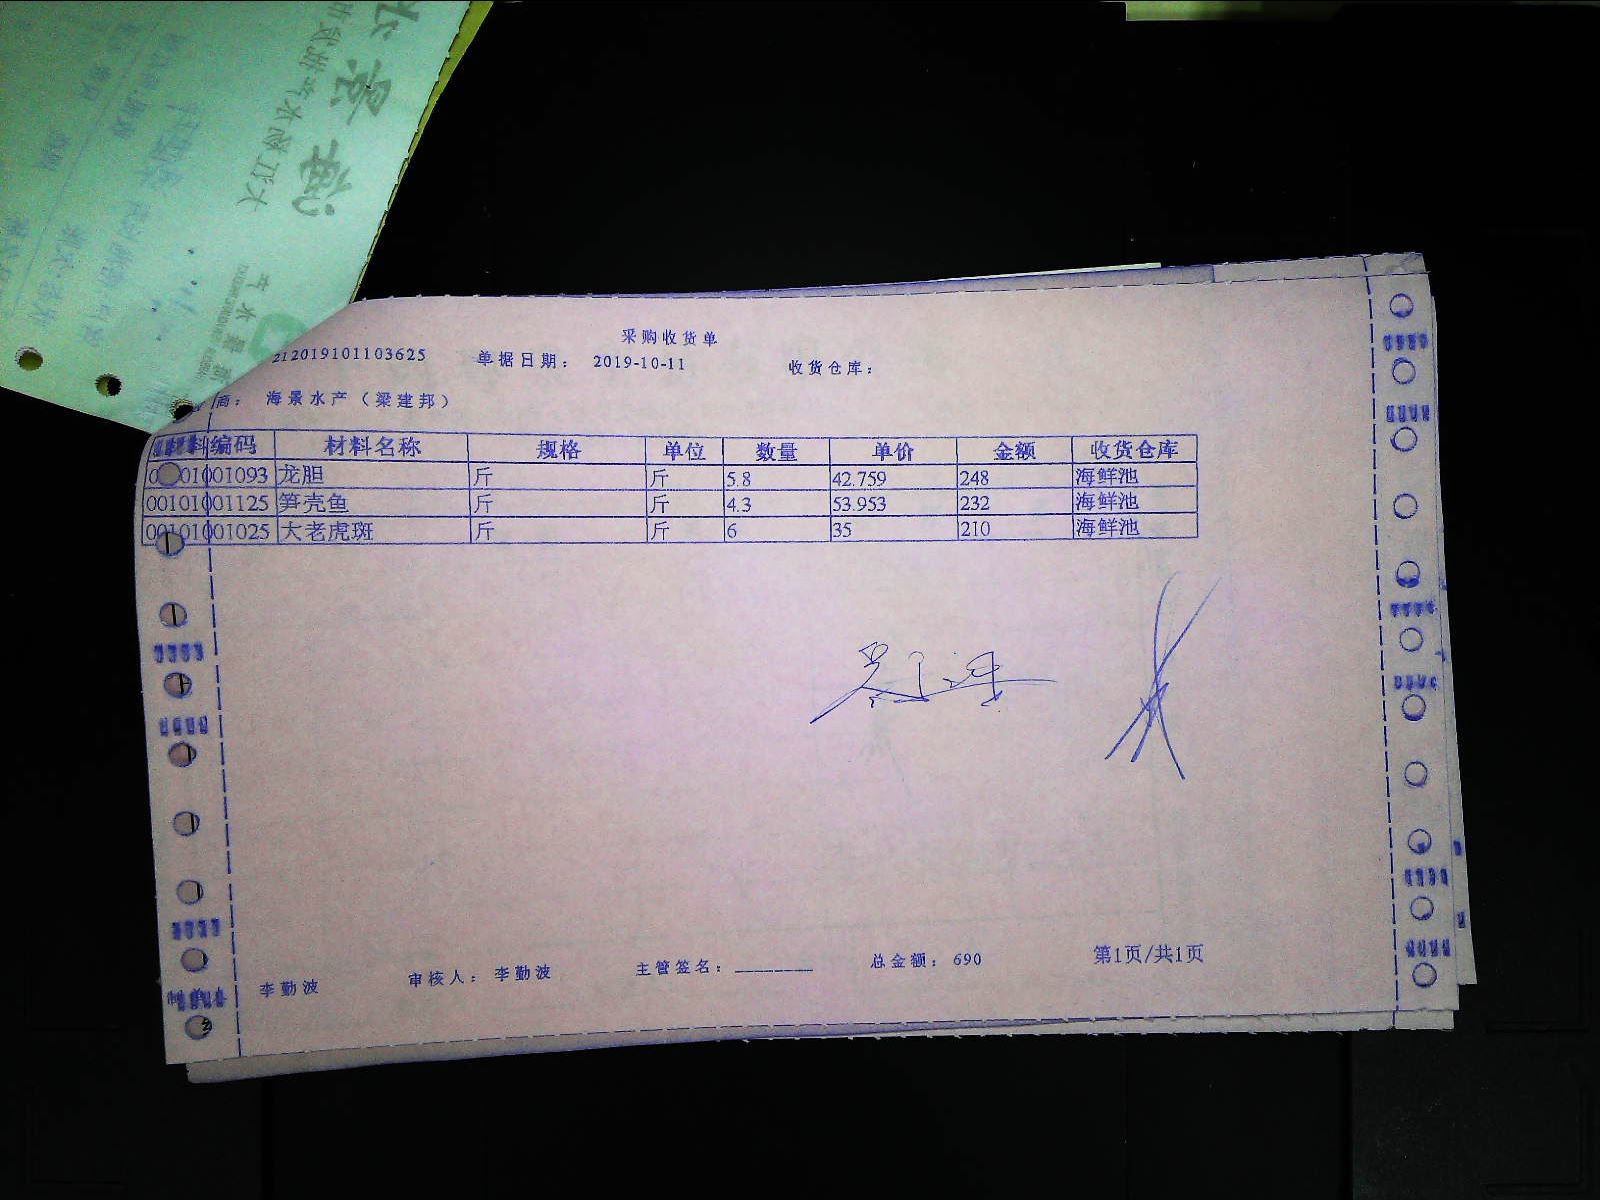 采购收货单
212019101103625 单据日期： 2019-10-11 收货仓库：
商： 海景水产（梁建邦）
料编码 材料名称 规格 单位 数量 单价 金额 收货仓库
00101001093 龙胆 斤 斤 5.8 42.759 248 海鲜池
00101001125 笋壳鱼 斤 斤 4.3 53.953 232 海鲜池
00101001025 大老虎斑 斤 斤 6 35 210 海鲜池
李勤波 审核人： 李勤波 主管签名：________ 总金额： 690 第1页/共1页